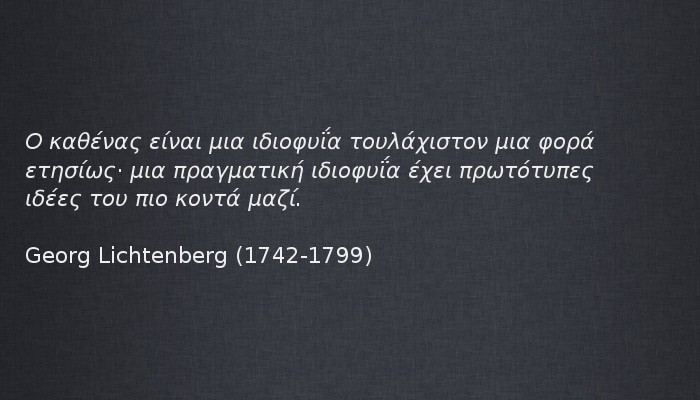 Ο καθένας είναι μια ιδιοφυΐα τουλάχιστον μια φορά
ετησίως· μια πραγματική ιδιοφυΐα έχει πρωτότυπες
ιδέες του πιο κοντά μαζί.
Georg Lichtenberg (1742-1799)